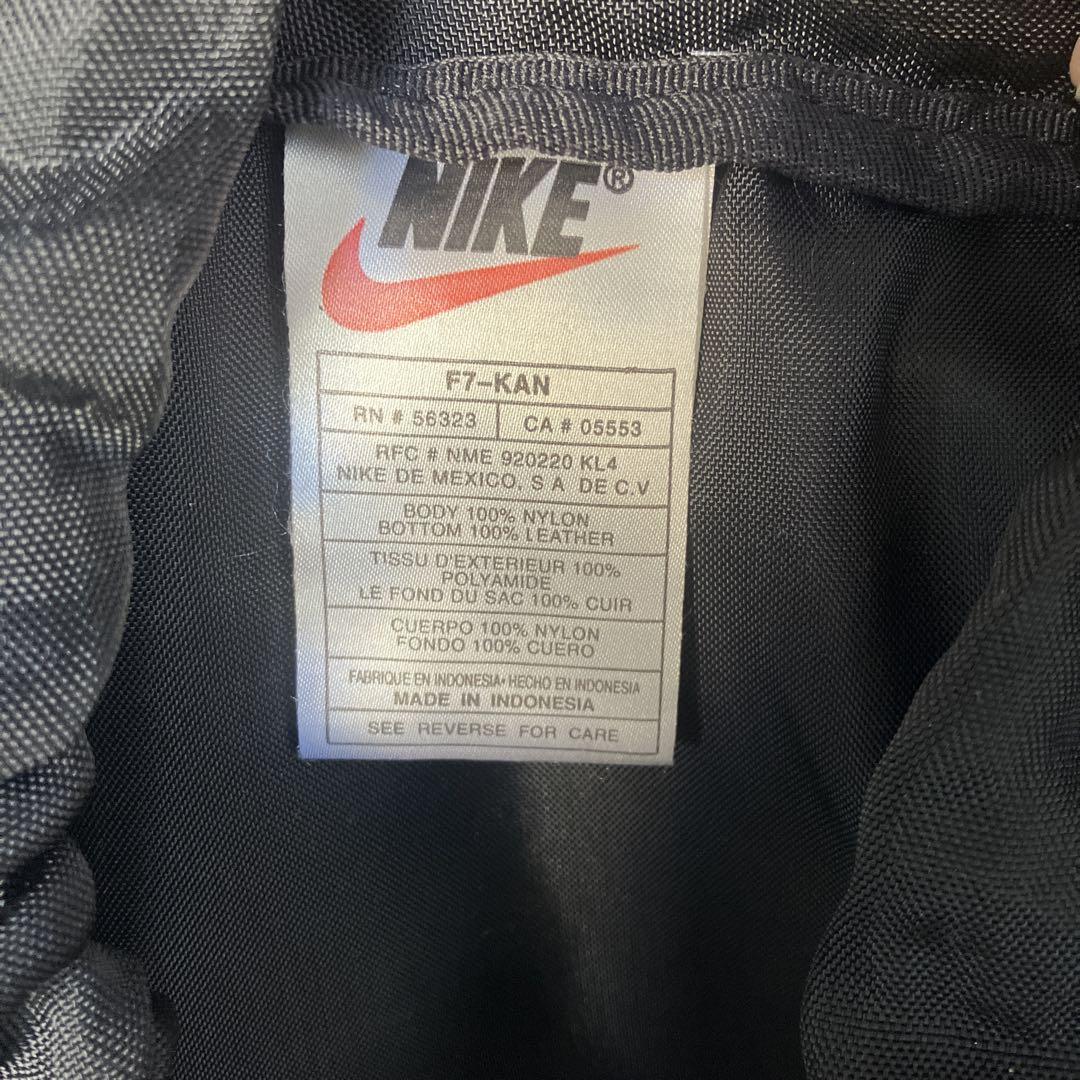 NIKE®
F7-KAN
RN # 56323 CA # 05553
RFC # NME 920220 KL4
NIKE DE MEXICO, S A DE C.V
BODY 100% NYLON
BOTTOM 100% LEATHER
TISSU D'EXTERIEUR 100%
POLYAMIDE
LE FOND DU SAC 100% CUIR
CUERPO 100% NYLON
FONDO 100% CUERO
FABRIQUE EN INDONESIA• HECHO EN INDONESIA
MADE IN INDONESIA
SEE REVERSE FOR CARE